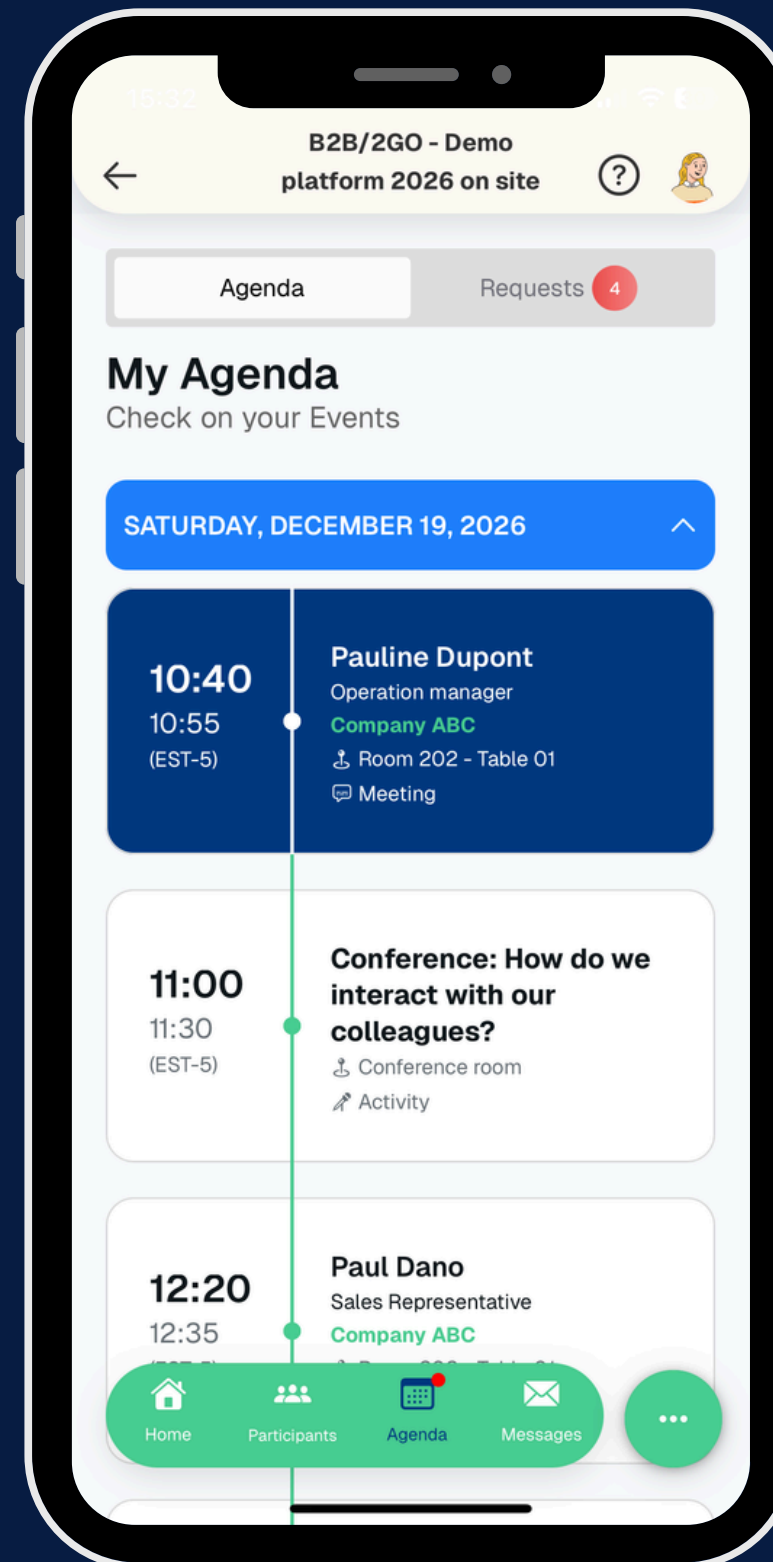 B2B/2GO - Demo
platform 2026 on site
?
Agenda
Requests 4
My Agenda
Check on your Events
SATURDAY, DECEMBER 19, 2026
10:40
10:55
(EST-5)
Pauline Dupont
Operation manager
Company ABC
Room 202 - Table 01
Meeting
11:00
11:30
(EST-5)
Conference: How do we
interact with our
colleagues?
Conference room
Activity
12:20
12:35
Paul Dano
Sales Representative
Company ABC
Home
Participants
Agenda
Messages